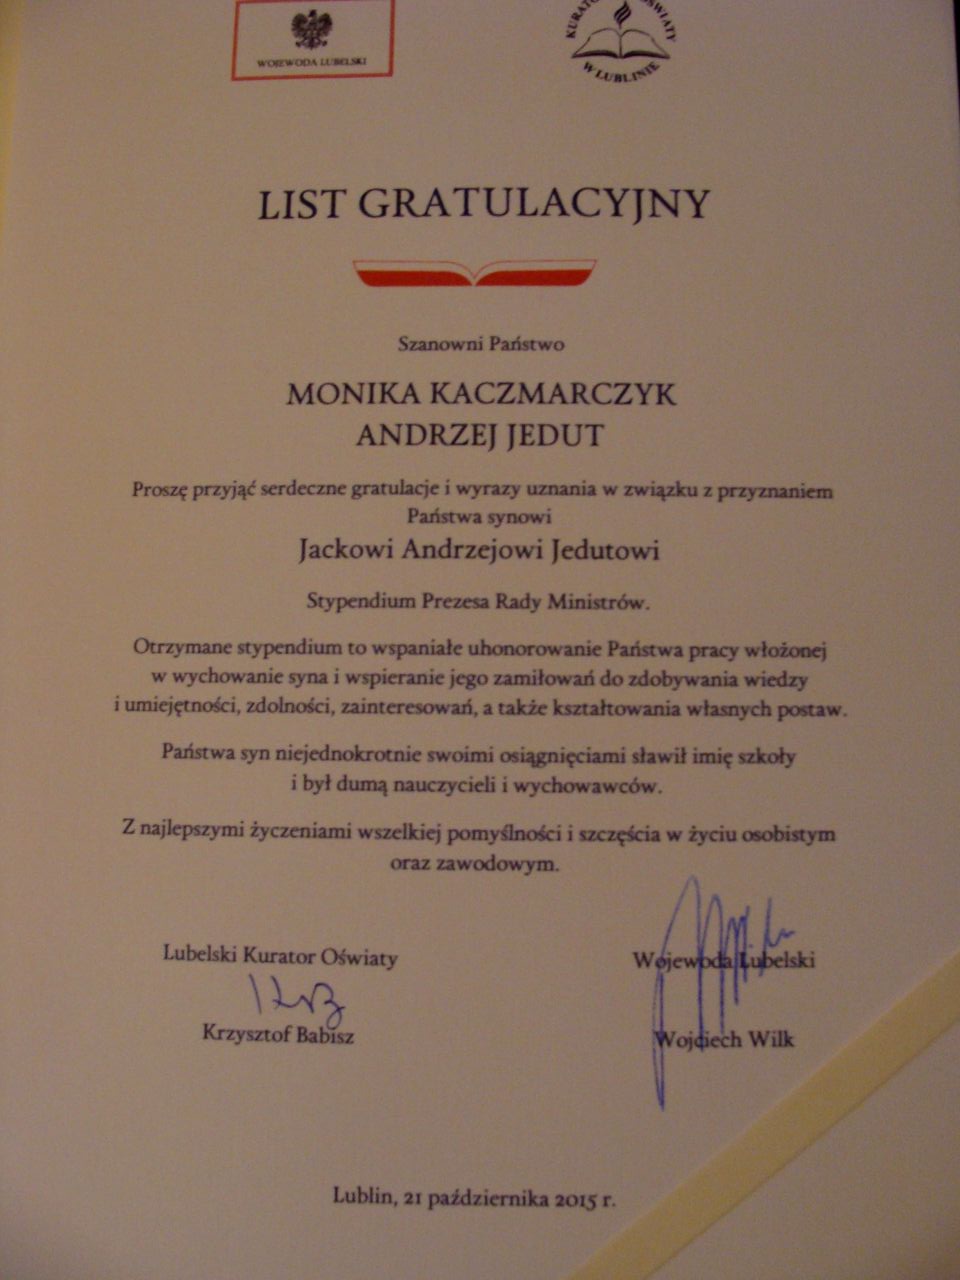 WOJEWODA LUBELSKI
KURATOR OŚWIATY
W LUBLINIE
LIST GRATULACYJNY
Szanowni Państwo
MONIKA KACZMARCZYK
ANDRZEJ JEDUT
Proszę przyjąć serdeczne gratulacje i wyrazy uznania w związku z przyznaniem
Państwa synowi
Jackowi Andrzejowi Jedutowi
Stypendium Prezesa Rady Ministrów.
Otrzymane stypendium to wspaniałe uhonorowanie Państwa pracy włożonej
w wychowanie syna i wspieranie jego zamiłowań do zdobywania wiedzy
i umiejętności, zdolności, zainteresowań, a także kształtowania własnych postaw.
Państwa syn niejednokrotnie swoimi osiągnięciami sławił imię szkoły
i był dumą nauczycieli i wychowawców.
Z najlepszymi życzeniami wszelkiej pomyślności i szczęścia w życiu osobistym
oraz zawodowym.
Lubelski Kurator Oświaty
Krzysztof Babisz
Wojewoda Lubelski
Wojciech Wilk
Lublin, 21 października 2015 r.